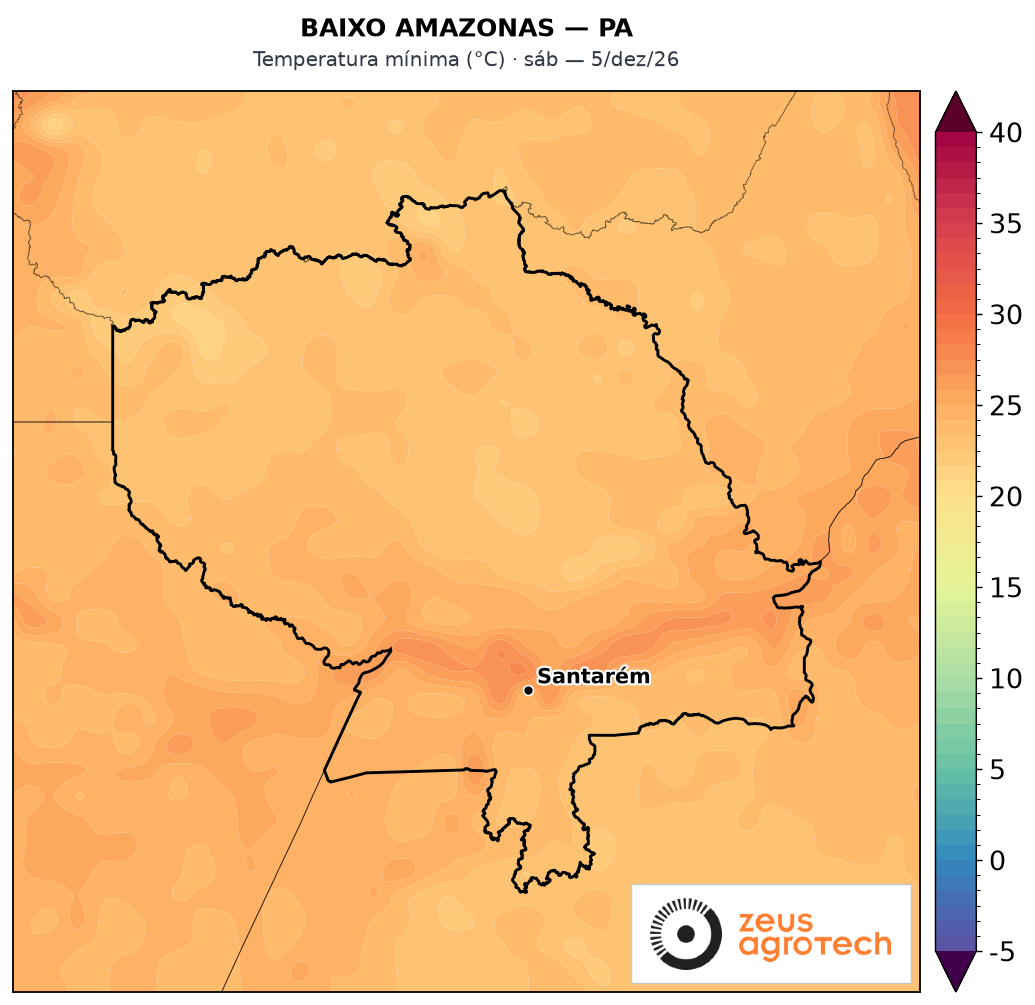 BAIXO AMAZONAS — PA
Temperatura mínima (°C) · sáb — 5/dez/26
40
35
30
25
20
15
10
5
0
-5
Santarém
zeus
agrotech